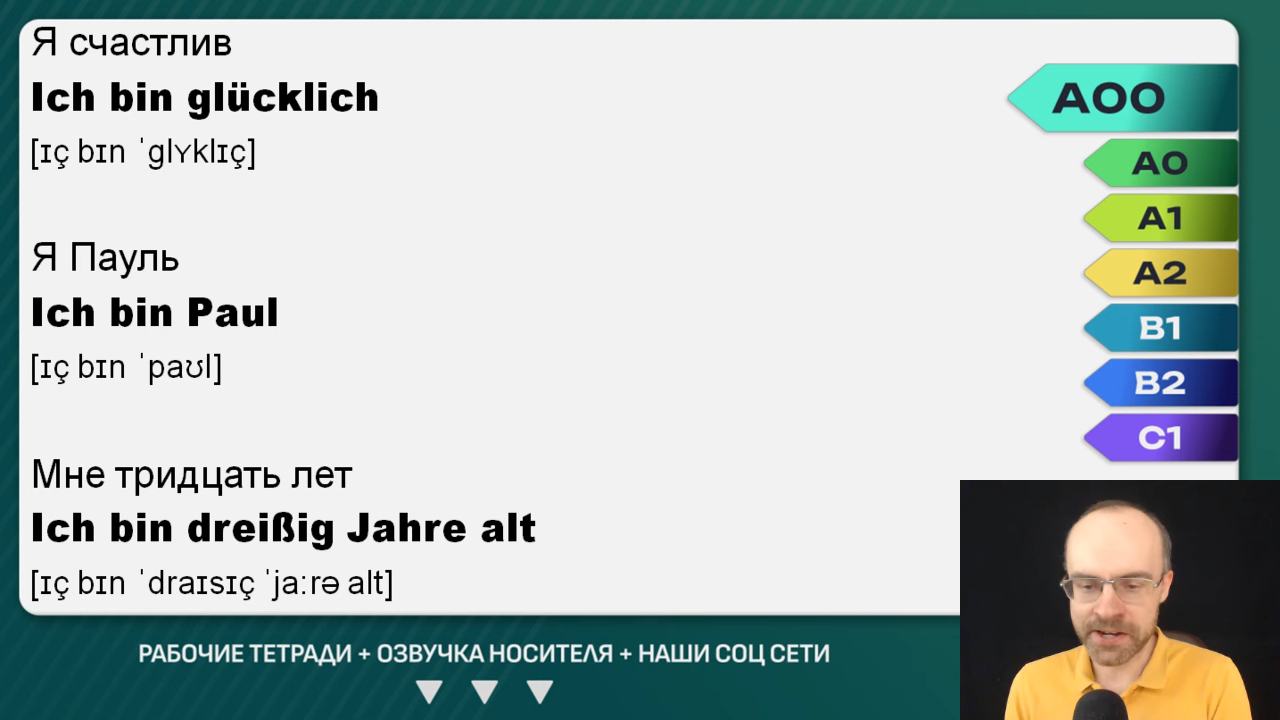 Я счастлив
Ich bin glücklich
[ɪç bɪn ˈglʏklɪç]
Я Пауль
Ich bin Paul
[ɪç bɪn ˈpaʊl]
Мне тридцать лет
Ich bin dreißig Jahre alt
[ɪç bɪn ˈdraɪsɪç ˈjaːrə alt]
A00
A0
A1
A2
B1
B2
C1
РАБОЧИЕ ТЕТРАДИ + ОЗВУЧКА НОСИТЕЛЯ + НАШИ СОЦ СЕТИ